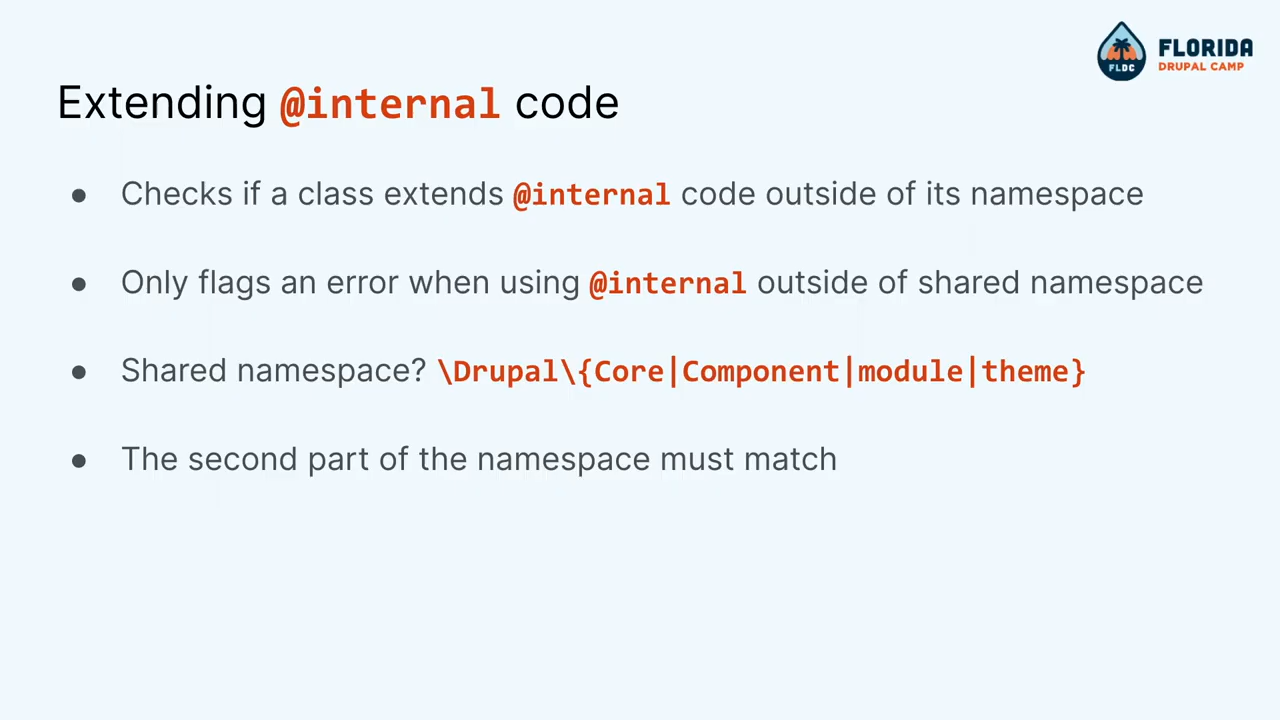 FLORIDA
DRUPAL CAMP
FLDC
Extending @internal code
● Checks if a class extends @internal code outside of its namespace
● Only flags an error when using @internal outside of shared namespace
● Shared namespace? \Drupal\{Core|Component|module|theme}
● The second part of the namespace must match